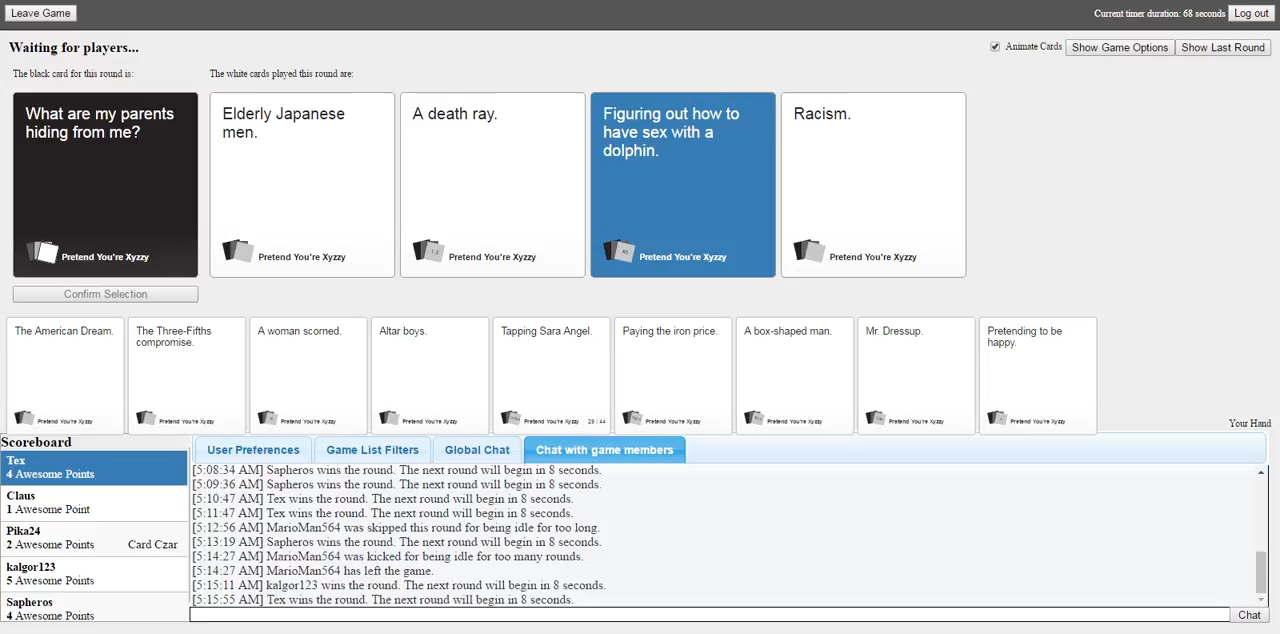 Leave Game
Current timer duration: 68 seconds
Log out
Waiting for players...
Animate Cards
Show Game Options
Show Last Round
The black card for this round is:
The white cards played this round are:
What are my parents
hiding from me?
Pretend You're Xyzzy
Elderly Japanese
men.
Pretend You're Xyzzy
A death ray.
Pretend You're Xyzzy
Figuring out how to
have sex with a
dolphin.
Pretend You're Xyzzy
Racism.
Pretend You're Xyzzy
Confirm Selection
The American Dream.
Pretend You're Xyzzy
The Three-Fifths
compromise.
Pretend You're Xyzzy
A woman scorned.
Pretend You're Xyzzy
Altar boys.
Pretend You're Xyzzy
Tapping Sara Angel.
Pretend You're Xyzzy
29 / 44
Paying the iron price.
Pretend You're Xyzzy
A box-shaped man.
Pretend You're Xyzzy
Mr. Dressup.
Pretend You're Xyzzy
Pretending to be
happy.
Pretend You're Xyzzy
Your Hand
Scoreboard
Tex
4 Awesome Points
Claus
1 Awesome Point
Pika24
2 Awesome Points
Card Czar
kalgor123
5 Awesome Points
Sapheros
4 Awesome Points
User Preferences
Game List Filters
Global Chat
Chat with game members
[5:08:34 AM] Sapheros wins the round. The next round will begin in 8 seconds.
[5:09:36 AM] Sapheros wins the round. The next round will begin in 8 seconds.
[5:10:47 AM] Tex wins the round. The next round will begin in 8 seconds.
[5:11:47 AM] Tex wins the round. The next round will begin in 8 seconds.
[5:12:56 AM] MarioMan564 was skipped this round for being idle for too long.
[5:13:19 AM] Sapheros wins the round. The next round will begin in 8 seconds.
[5:14:27 AM] MarioMan564 was kicked for being idle for too many rounds.
[5:14:27 AM] MarioMan564 has left the game.
[5:15:11 AM] kalgor123 wins the round. The next round will begin in 8 seconds.
[5:15:55 AM] Tex wins the round. The next round will begin in 8 seconds.
Chat